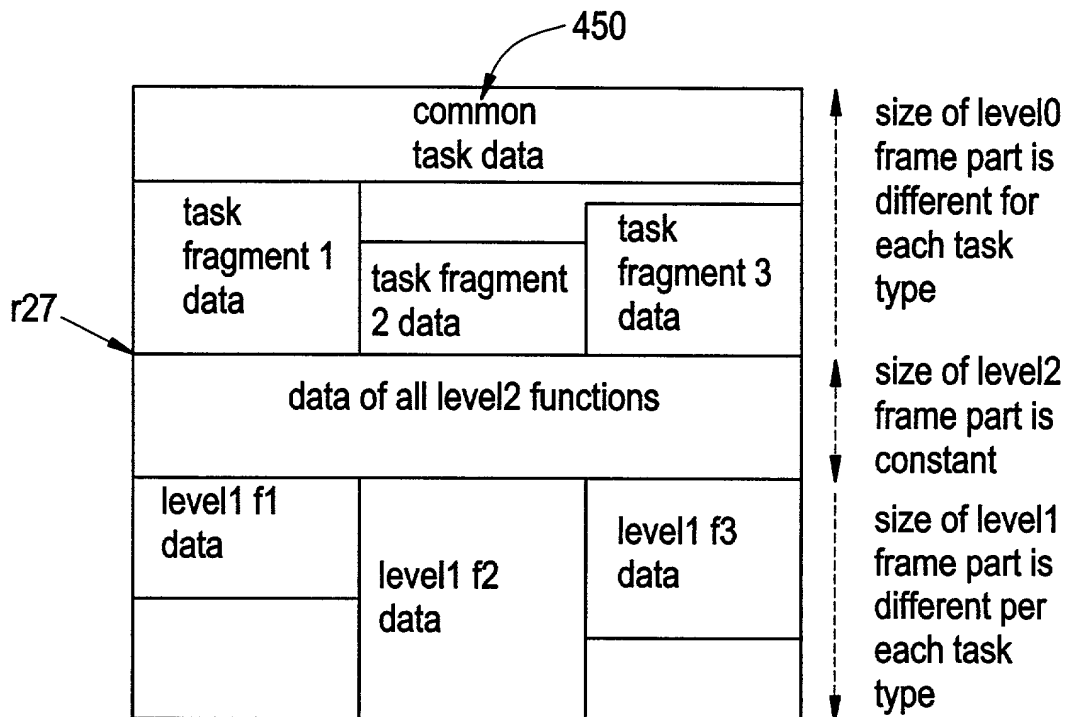 450
common
task data
task
fragment 1
data
task fragment
2 data
task
fragment 3
data
r27
data of all level2 functions
level1 f1
data
level1 f2
data
level1 f3
data
size of level0
frame part is
different for
each task
type
size of level2
frame part is
constant
size of level1
frame part is
different per
each task
type